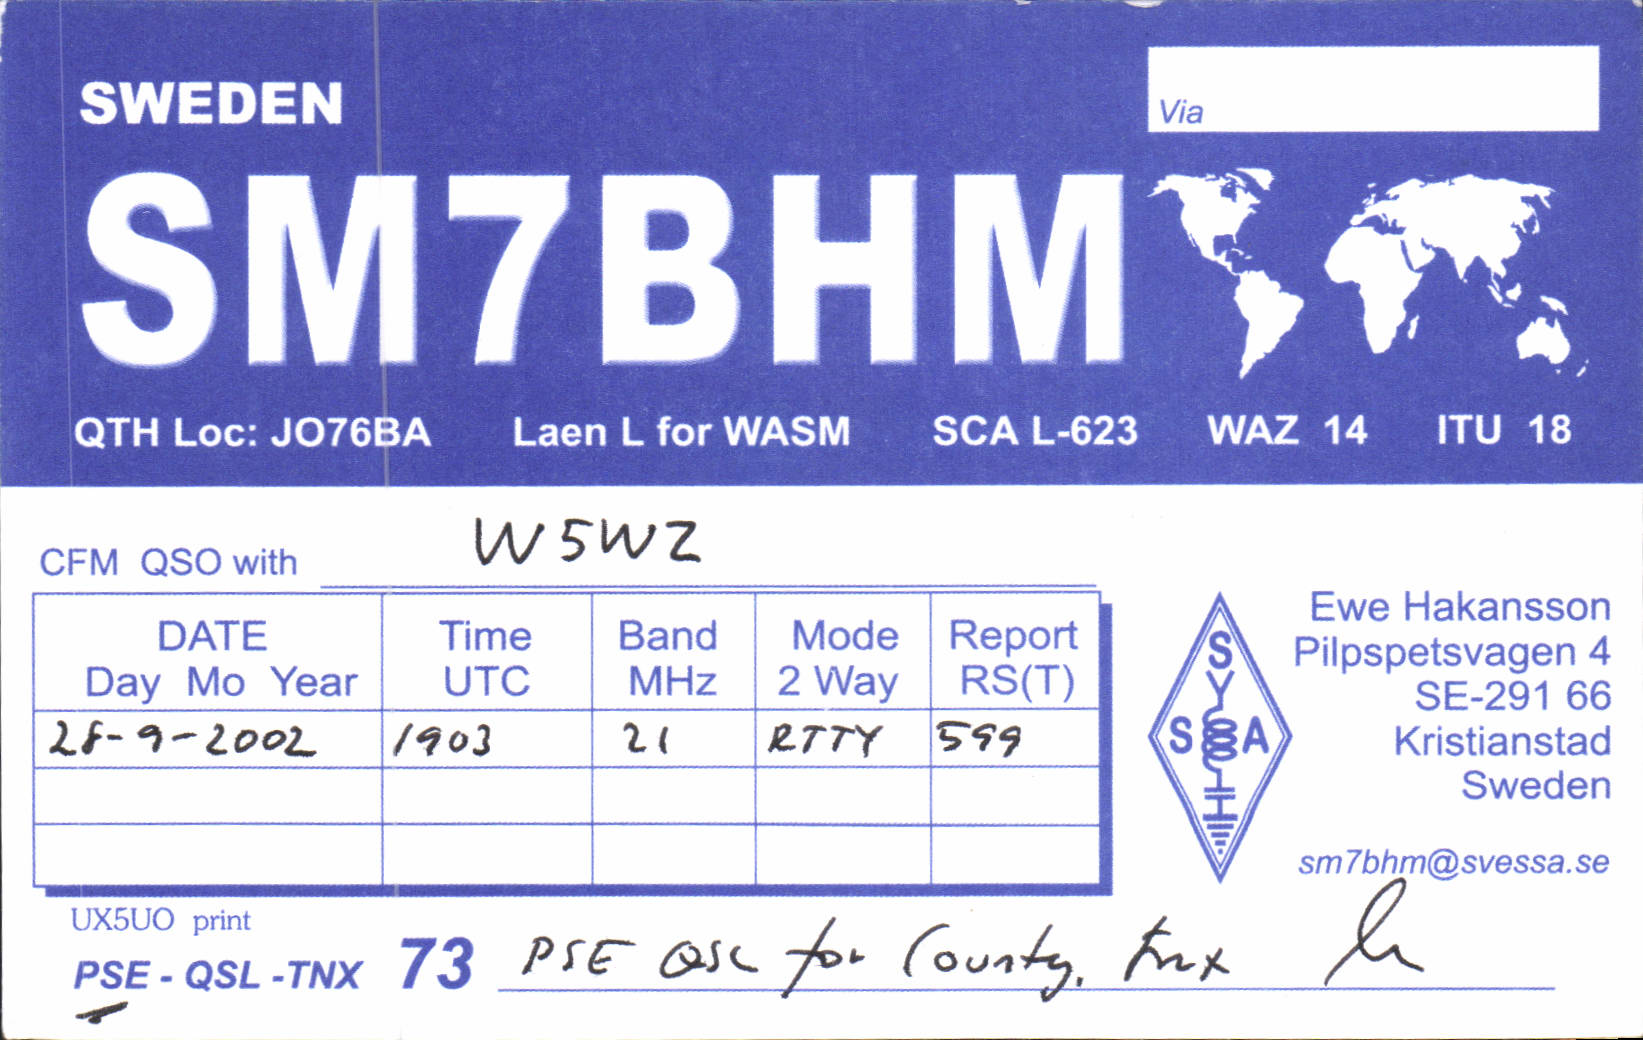 SWEDEN
Via
SM7BHM
QTH Loc: JO76BA Laen L for WASM SCA L-623 WAZ 14 ITU 18
CFM QSO with W5WZ
DATE Time Band Mode Report
Day Mo Year UTC MHz 2 Way RS(T)
28-9-2002 1903 21 RTTY 599
SSSA
Ewe Hakansson
Pilpspetsvagen 4
SE-291 66
Kristianstad
Sweden
sm7bhm@svessa.se
UX5UO print
PSE - QSL -TNX 73 PSE QSL for County. Tnx